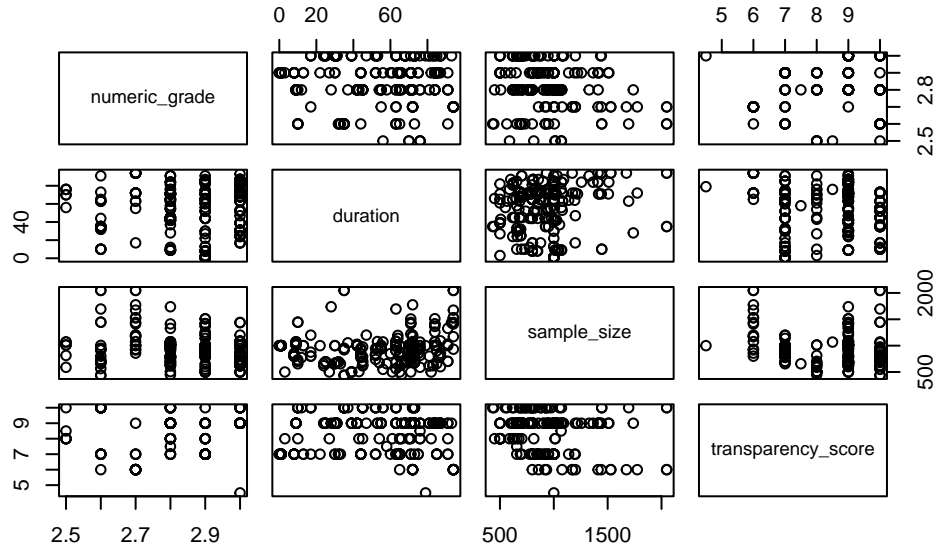 0 20 60
5 6 7 8 9
numeric_grade
2.5 2.8
0 40
duration
sample_size
500 2000
5 7 9
transparency_score
2.5 2.7 2.9
500 1500